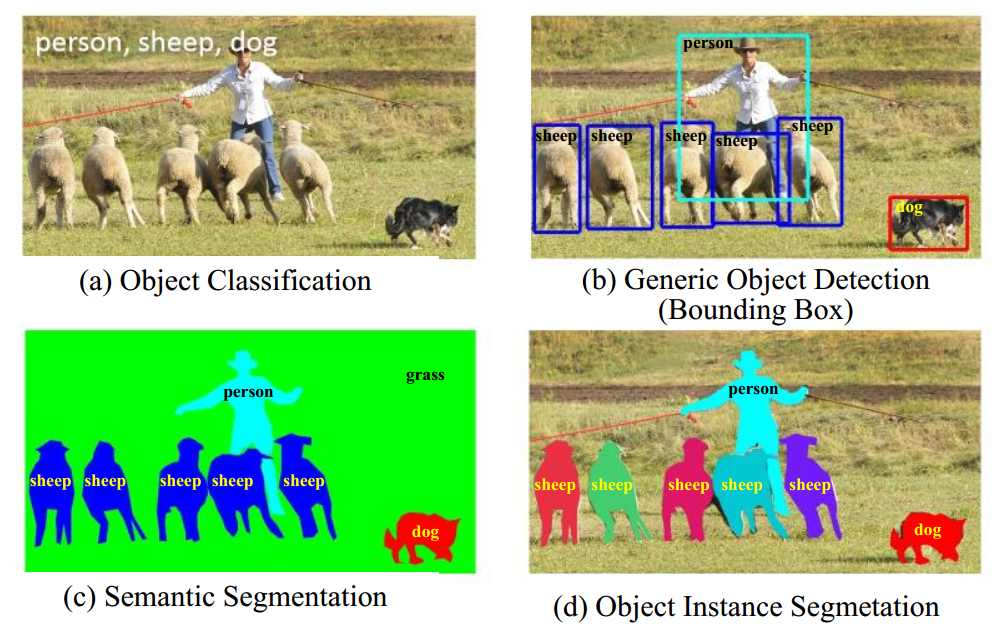 person, sheep, dog
(a) Object Classification
person
sheep
sheep
sheep
sheep
sheep
dog
(b) Generic Object Detection
(Bounding Box)
grass
person
sheep
sheep
sheep
sheep
sheep
dog
(c) Semantic Segmentation
person
sheep
sheep
sheep
sheep
sheep
dog
(d) Object Instance Segmetation